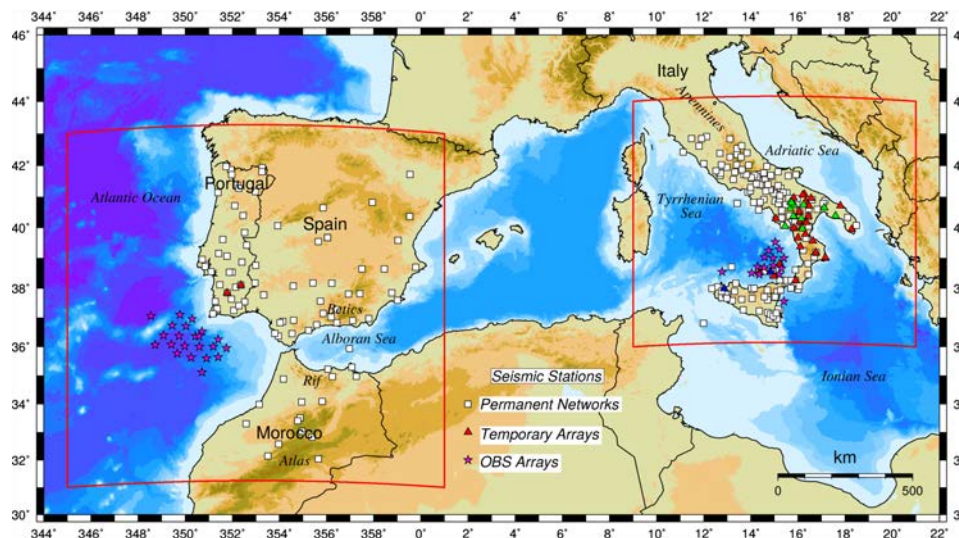 344° 346° 348° 350° 352° 354° 356° 358° 0° 2° 4° 6° 8° 10° 12° 14° 16° 18° 20° 22°
46°
44°
42°
40°
38°
36°
34°
32°
30°
Italy
Apennines
Adriatic Sea
Portugal
Atlantic Ocean
Tyrrhenian
Sea
Spain
Betics
Alboran Sea
Rif
Morocco
Atlas
Ionian Sea
Seismic Stations
Permanent Networks
Temporary Arrays
OBS Arrays
km
0 500
344° 346° 348° 350° 352° 354° 356° 358° 0° 2° 4° 6° 8° 10° 12° 14° 16° 18° 20° 22°